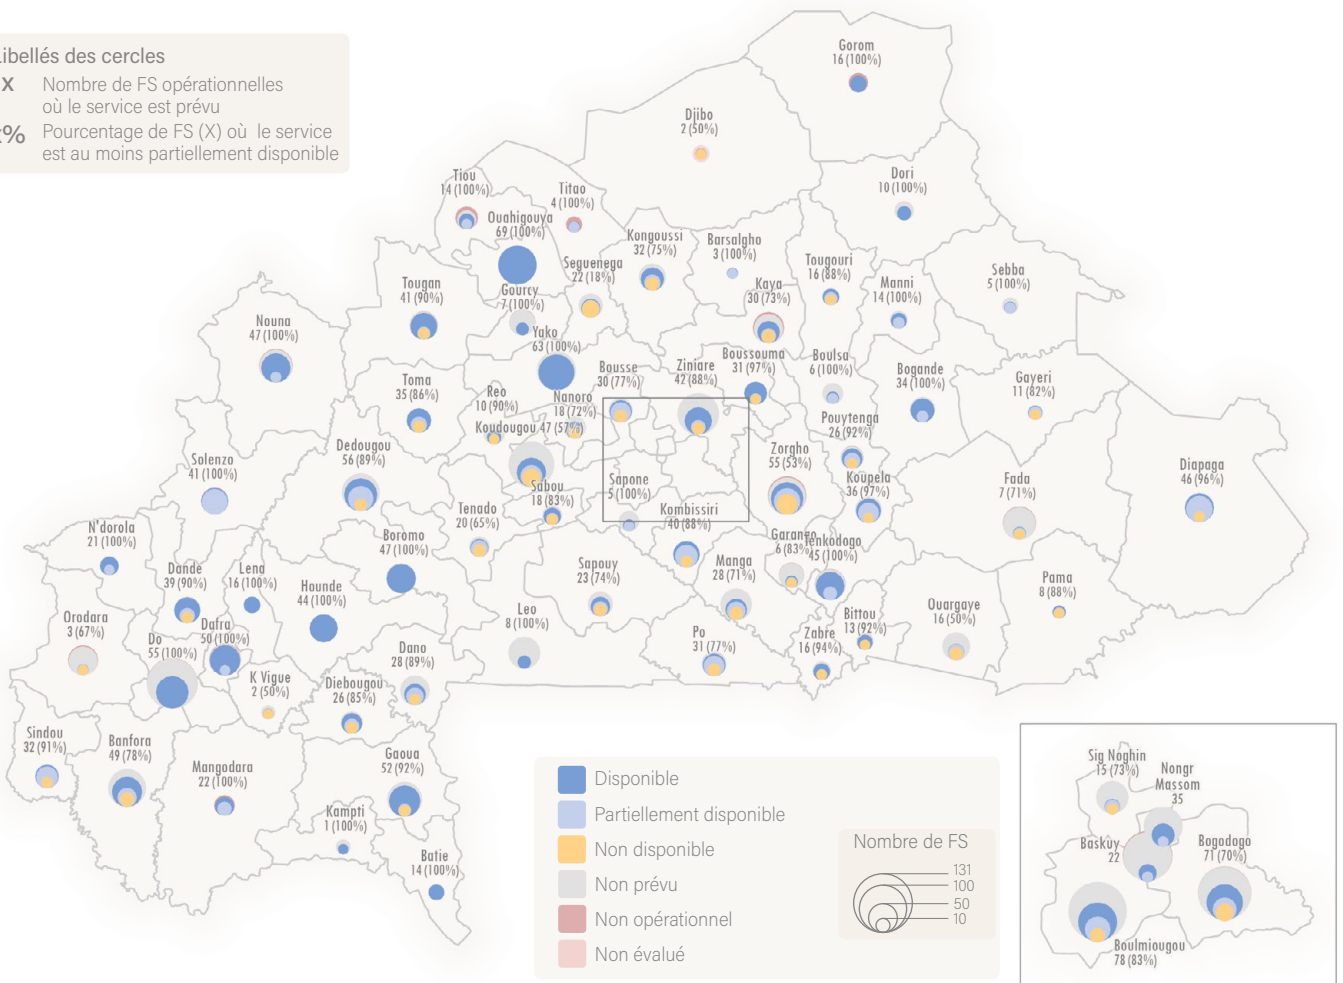 Libellés des cercles
X Nombre de FS opérationnelles
où le service est prévu
% Pourcentage de FS (X) où le service
est au moins partiellement disponible
Gorom
16 (100%)
Djibo
2 (50%)
Dori
10 (100%)
Tiou
14 (100%)
Titao
4 (100%)
Ouahigouya
69 (100%)
Kongoussi
32 (75%)
Barsalgho
3 (100%)
Seguenega
22 (18%)
Tougouri
16 (88%)
Sebba
5 (100%)
Tougan
41 (90%)
Gourcy
7 (100%)
Kaya
30 (73%)
Manni
14 (100%)
Nouna
47 (100%)
Yako
63 (100%)
Boussouma
31 (97%)
Boulsa
6 (100%)
Bousse
30 (77%)
Ziniare
42 (88%)
Bogande
34 (100%)
Gayeri
11 (82%)
Toma
35 (86%)
Reo
10 (90%)
Nanoro
18 (72%)
Koudougou 47 (57%)
Pouytenga
26 (92%)
Dedougou
56 (89%)
Zorgho
55 (53%)
Solenzo
41 (100%)
Sabou
18 (83%)
Sapone
5 (100%)
Koupela
36 (97%)
Fada
7 (71%)
Diapaga
46 (96%)
Tenado
20 (65%)
Kombissiri
40 (88%)
N'dorola
21 (100%)
Boromo
47 (100%)
Garango
6 (83%)
Tenkodogo
45 (100%)
Dande
39 (90%)
Lena
16 (100%)
Hounde
44 (100%)
Sapouy
23 (74%)
Manga
28 (71%)
Pama
8 (88%)
Orodara
3 (67%)
Leo
8 (100%)
Bittou
13 (92%)
Ouargaye
16 (50%)
Do
55 (100%)
Dafra
50 (100%)
Po
31 (77%)
Zabre
16 (94%)
Dano
28 (89%)
K Vigue
2 (50%)
Diebougou
26 (85%)
Sindou
32 (91%)
Banfora
49 (78%)
Mangodara
22 (100%)
Gaoua
52 (92%)
Kampti
1 (100%)
Batie
14 (100%)
Disponible
Partiellement disponible
Non disponible
Non prévu
Non opérationnel
Non évalué
Nombre de FS
131
100
50
10
Sig Noghin
15 (73%)
Nongr
Massom
35
Baskuy
22
Bogodogo
71 (70%)
Boulmiougou
78 (83%)